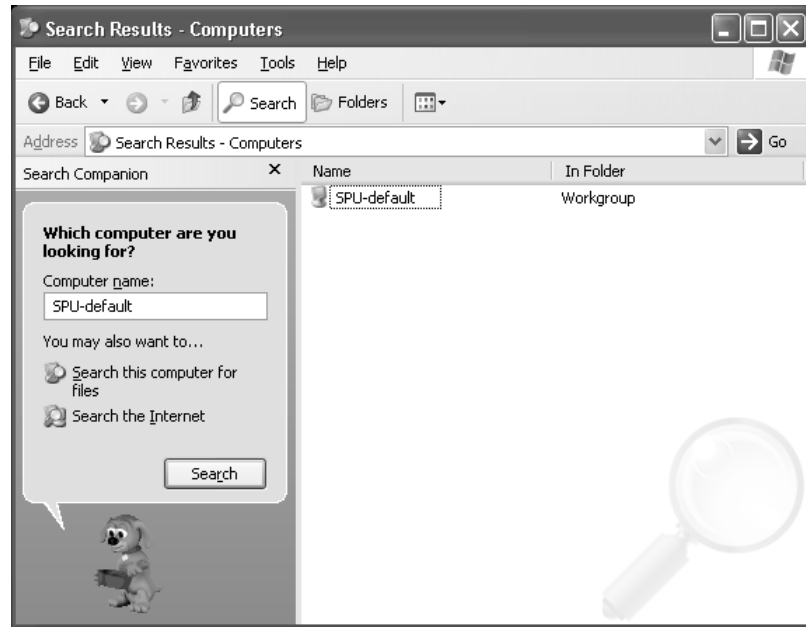 Search Results - Computers
File Edit View Favorites Tools Help
Back Search Folders
Address Search Results - Computers Go
Search Companion X Name In Folder
SPU-default Workgroup
Which computer are you
looking for?
Computer name:
SPU-default
You may also want to...
Search this computer for
files
Search the Internet
Search